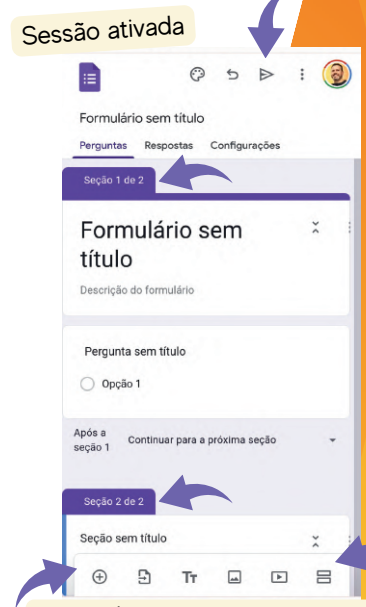 Sessão ativada
Formulário sem título
Perguntas Respostas Configurações
Seção 1 de 2
Formulário sem
título
Descrição do formulário
Pergunta sem título
Opção 1
Após a
seção 1
Continuar para a próxima seção
Seção 2 de 2
Seção sem título
Tт